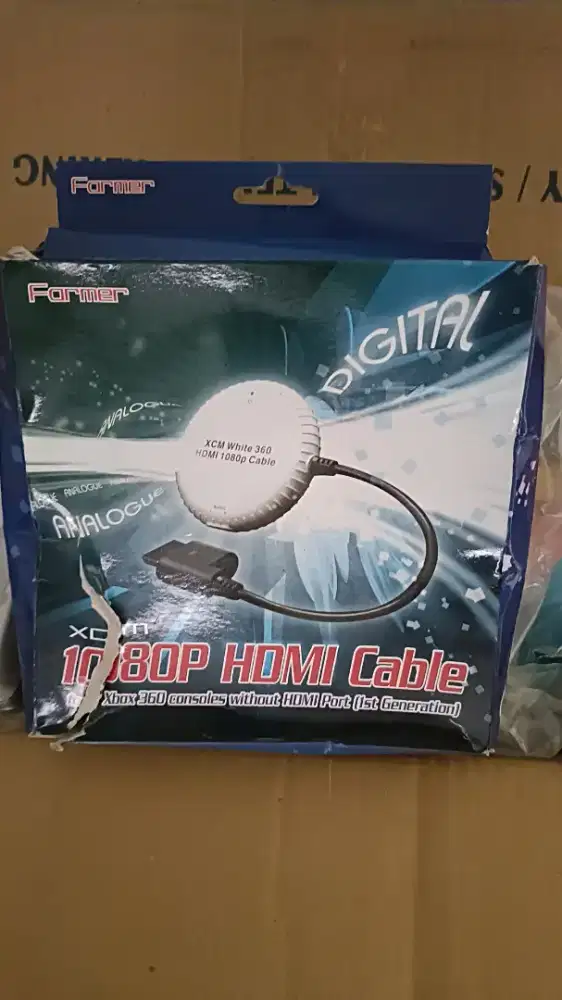 Farmer
Farmer
DIGITAL
ANALOGUE
XCM White 360
HDMI 1080p Cable
ANALOGUE
ANALOGUE
1080P HDMI Cable
Xbox 360 consoles without HDMI Port (1st Generation)